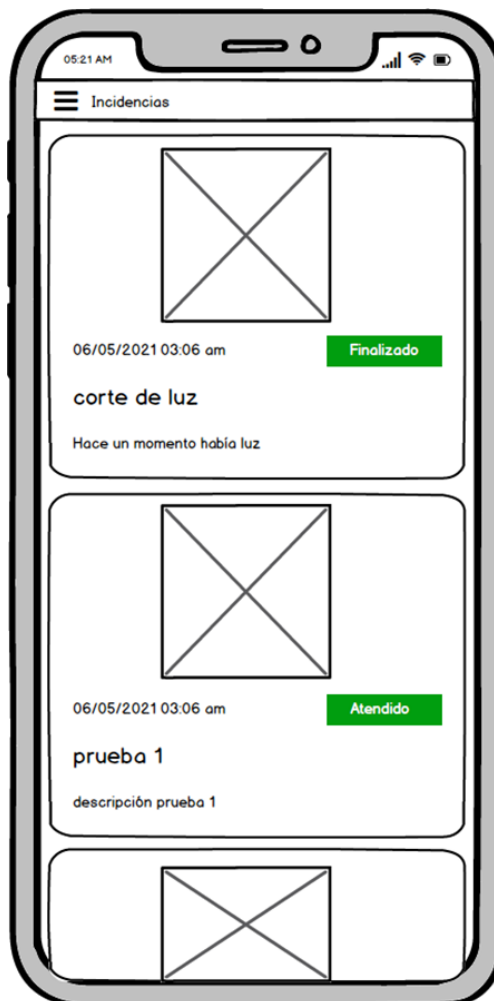 05:21 AM
Incidencias
06/05/2021 03:06 am
Finalizado
corte de luz
Hace un momento había luz
06/05/2021 03:06 am
Atendido
prueba 1
descripción prueba 1